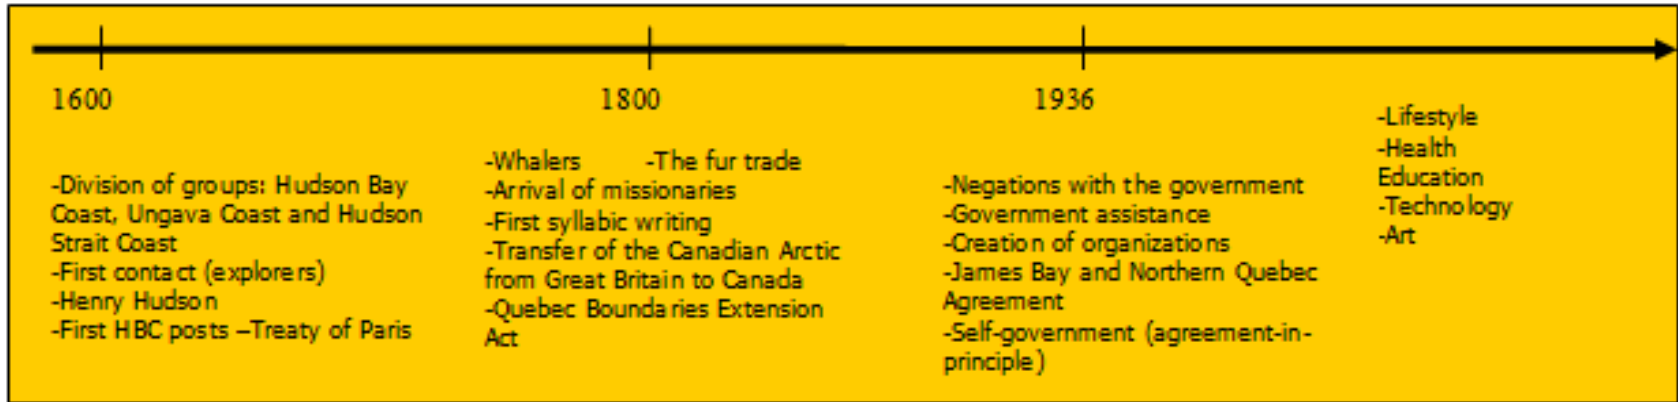 1600
-Division of groups: Hudson Bay
Coast, Ungava Coast and Hudson
Strait Coast
-First contact (explorers)
-Henry Hudson
-First HBC posts –Treaty of Paris
1800
-Whalers -The fur trade
-Arrival of missionaries
-First syllabic writing
-Transfer of the Canadian Arctic
from Great Britain to Canada
-Quebec Boundaries Extension
Act
1936
-Negations with the government
-Government assistance
-Creation of organizations
-James Bay and Northern Quebec
Agreement
-Self-government (agreement-in-
principle)
-Lifestyle
-Health
Education
-Technology
-Art